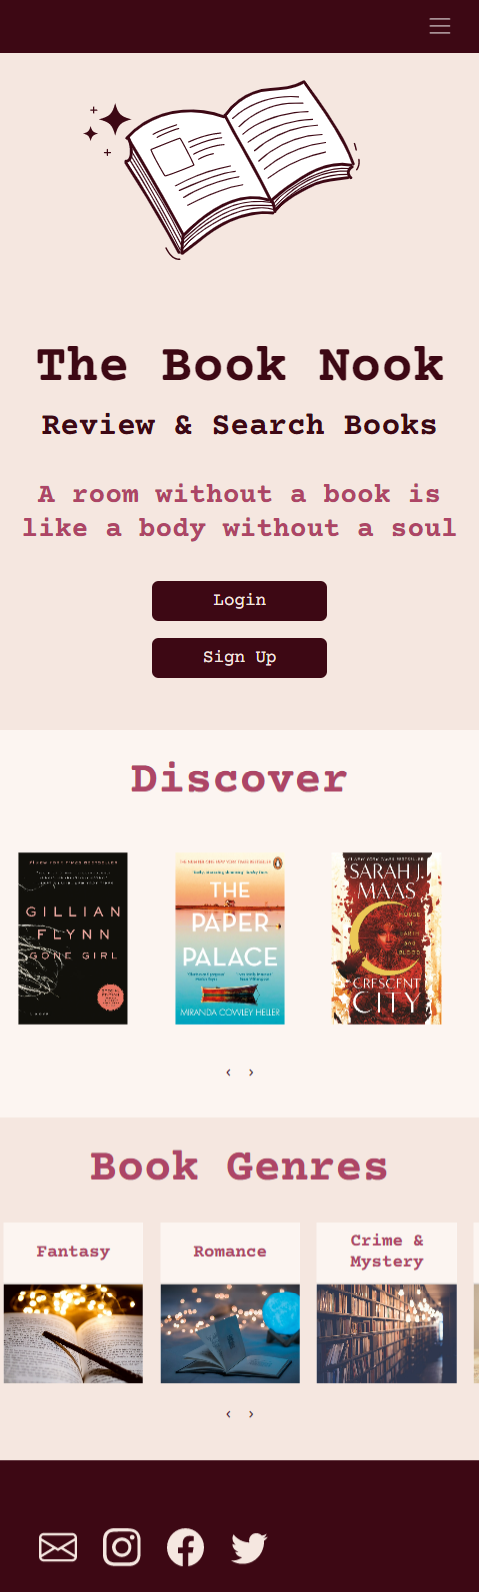 The Book Nook
Review & Search Books
A room without a book is
like a body without a soul
Login
Sign Up
Discover
GILLIAN
FLYNN
GONE GIRL
THE
PAPER
PALACE
MIRANDA COWLEY HELLER
SARAH J.
MAAS
HOUSE
OF
EARTH
AND
BLOOD
CRESCENT
CITY
‹ ›
Book Genres
Fantasy
Romance
Crime &
Mystery
‹ ›